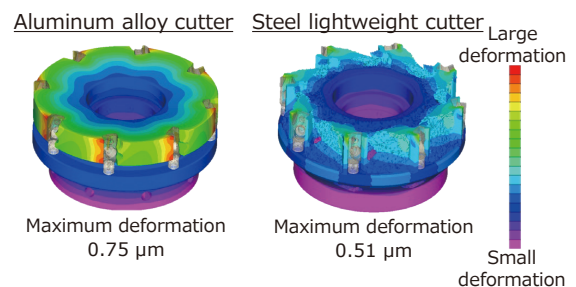 Aluminum alloy cutter
Steel lightweight cutter
Large
deformation
Maximum deformation
0.75 μm
Maximum deformation
0.51 μm
Small
deformation